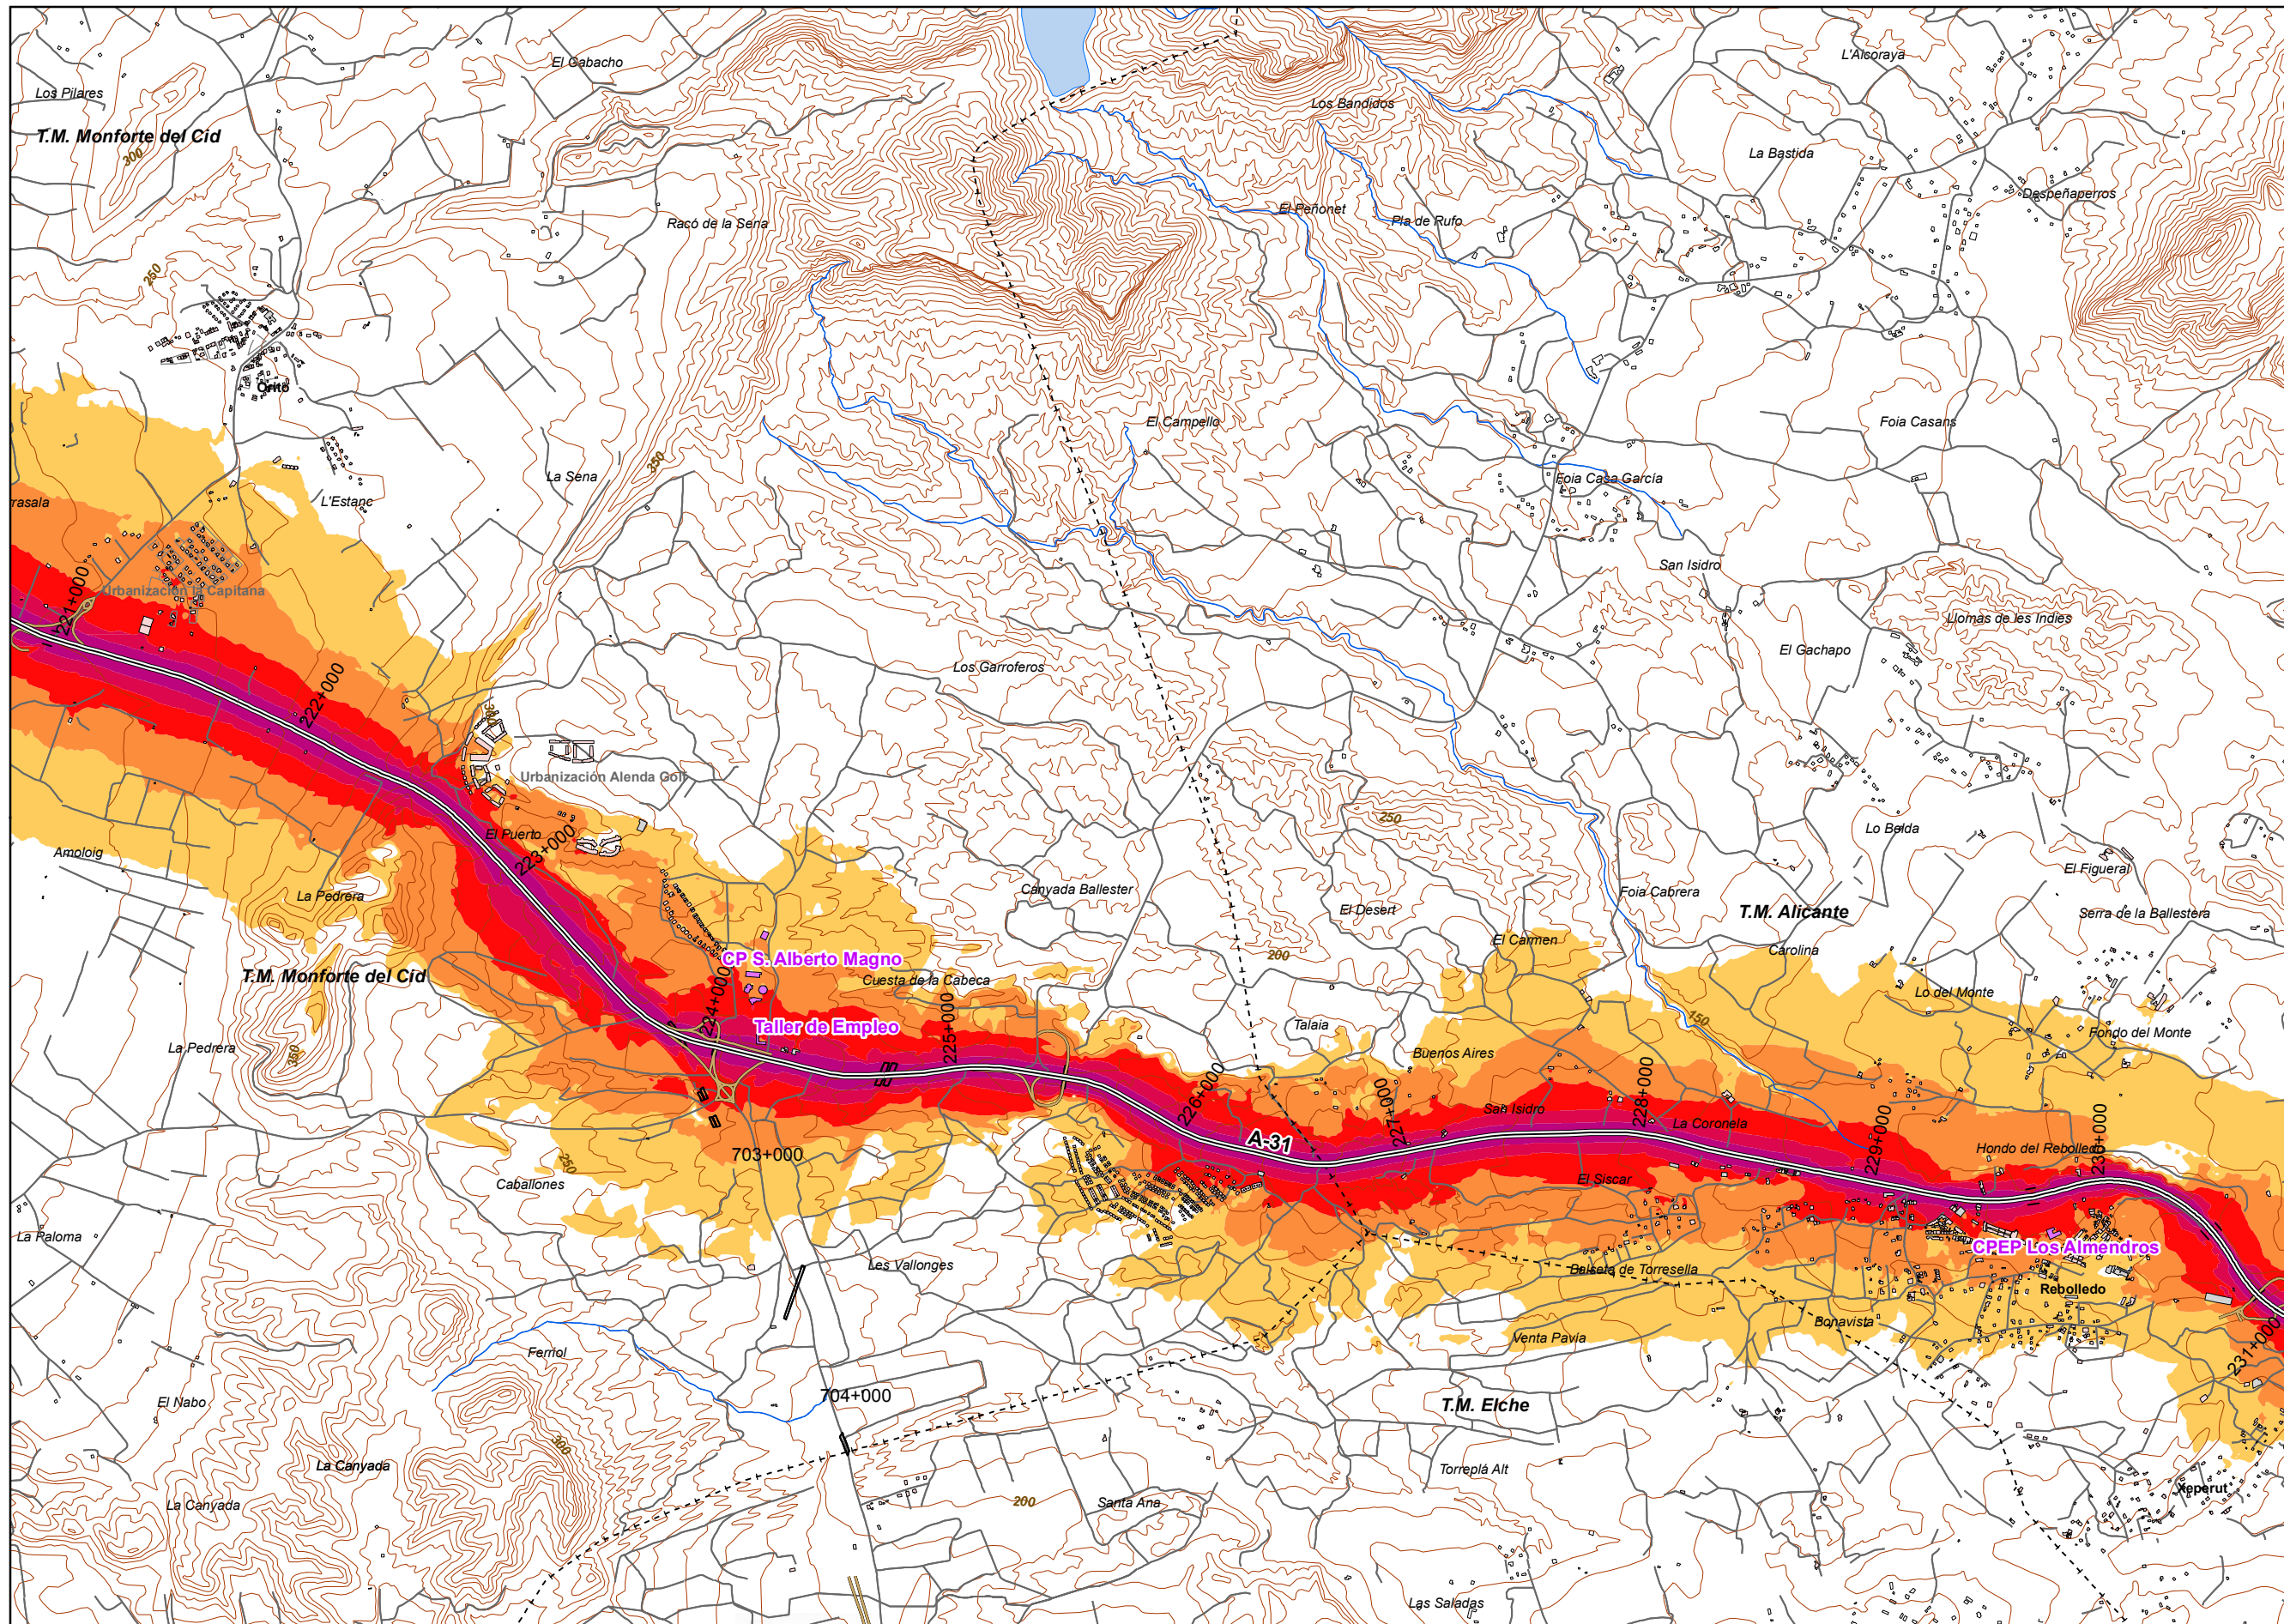 El Gabacho
L'Alcoraya
Los Pilares
Los Bandidos
T.M. Monforte del Cid
300
La Bastida
Despeñaperros
El Peñonet
Racó de la Sena
Pla de Rufo
250
Orito
El Campello
Foia Casans
350
La Sena
Foia Casa García
L'Estanc
rrasala
San Isidro
Urbanización la Capitana
221+000
Llomas de les Indies
El Gachapo
Los Garroferos
222+000
300
Urbanización Alenda Golf
250
Lo Belda
El Puerto
223+000
Amoloig
El Figueral
La Pedrera
Canyada Ballester
Foia Cabrera
El Desert
T.M. Alicante
Serra de la Ballestera
El Carmen
Carolina
200
CP S. Alberto Magno
T.M. Monforte del Cid
Cuesta de la Cabeca
Lo del Monte
224+000
150
Taller de Empleo
Talaia
225+000
Fondo del Monte
La Pedrera
350
Buenos Aires
226+000
227+000
San Isidro
228+000
La Coronela
229+000
230+000
A-31
Hondo del Rebolledo
703+000
250
Caballones
El Siscar
La Paloma
CPEP Los Almendros
Les Vallonges
Balseta de Torresella
Rebolledo
Bonavista
Venta Pavía
231+000
Ferriol
704+000
El Nabo
T.M. Elche
300
La Canyada
Torreplá Alt
Xeperut
La Canyada
200
Santa Ana
Las Saladas